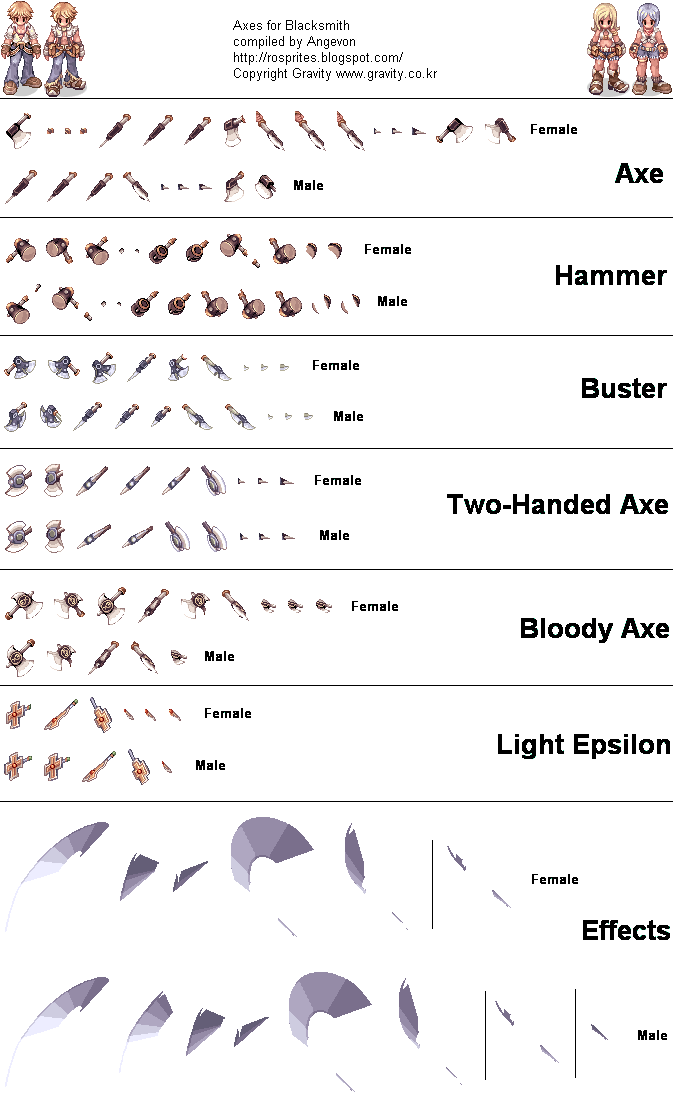 Axes for Blacksmith
compiled by Angevon
http://rosprites.blogspot.com/
Copyright Gravity www.gravity.co.kr
Female
Axe
Male
Female
Hammer
Male
Female
Buster
Male
Female
Two-Handed Axe
Male
Female
Bloody Axe
Male
Female
Light Epsilon
Male
Female
Effects
Male